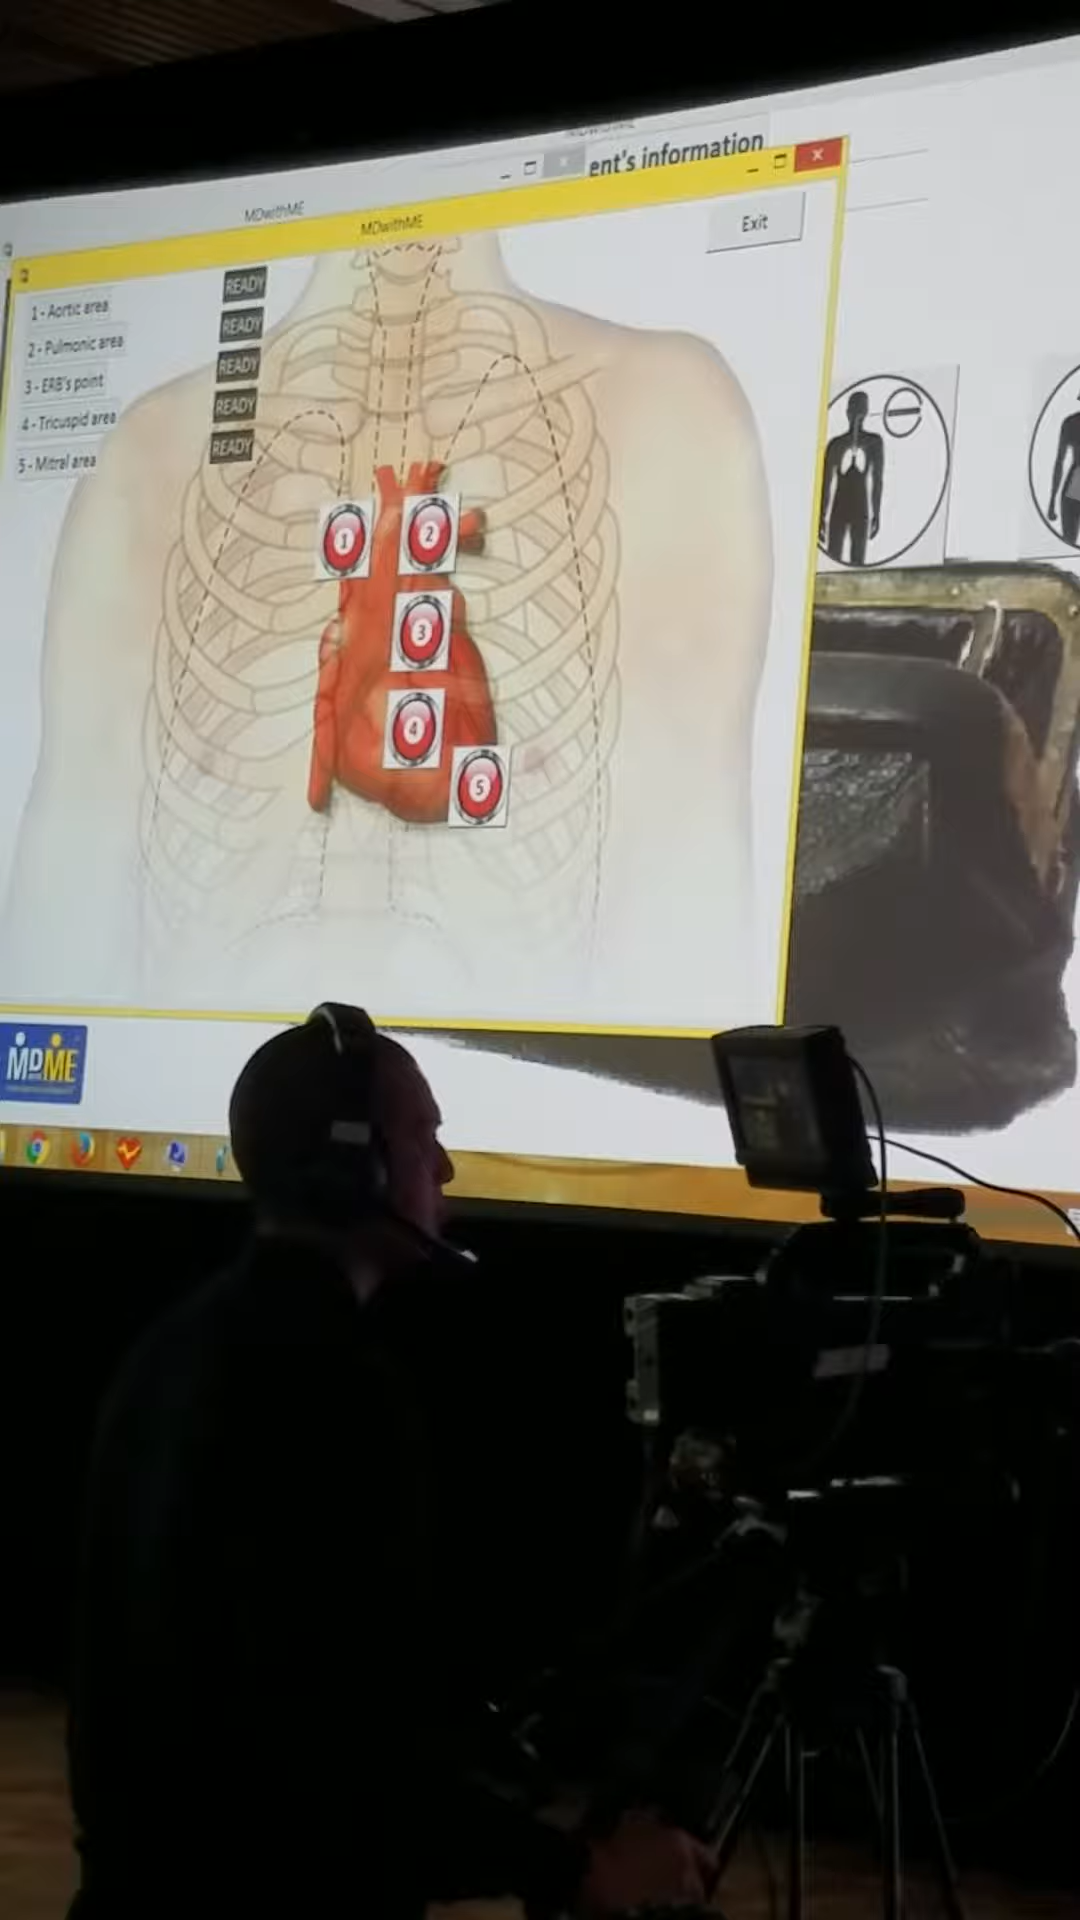 ent's information
MDwithME
MDwithME
Exit
1 - Aortic area
READY
2 - Pulmonic area
READY
3 - ERB's point
READY
4 - Tricuspid area
READY
5 - Mitral area
READY
1
2
3
4
5
MDME